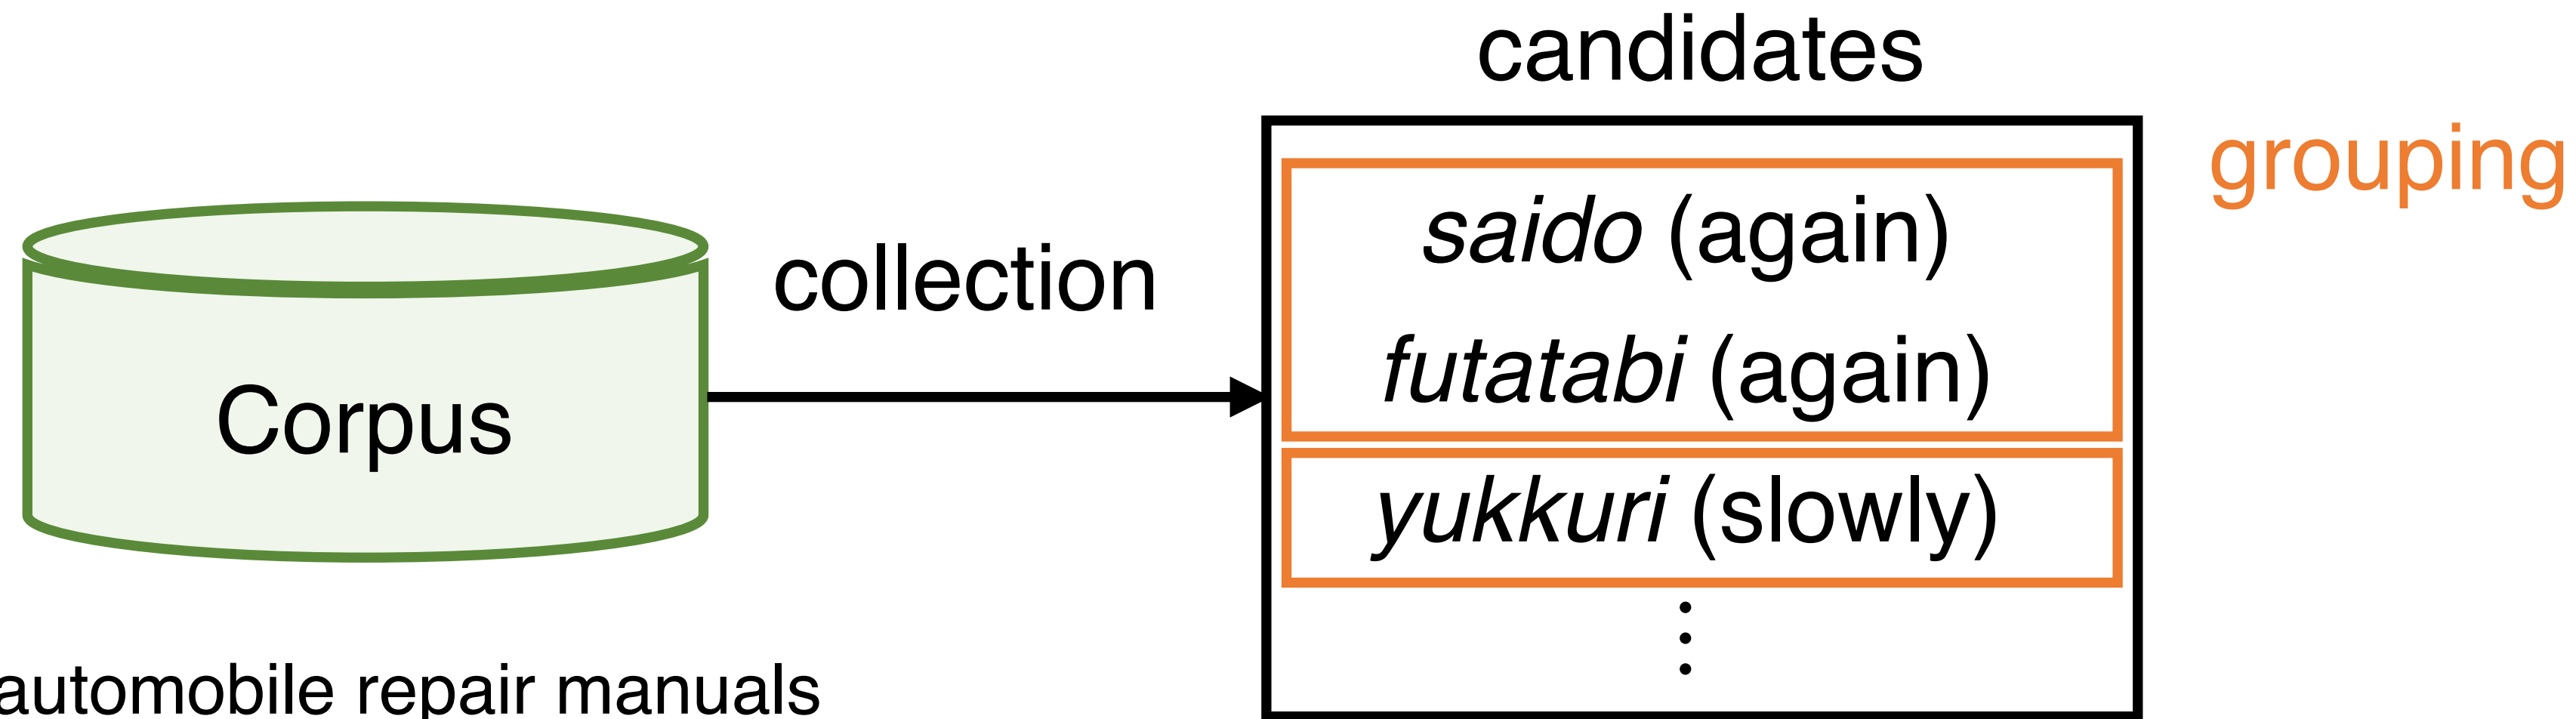 candidates
grouping
saido (again)
collection
futatabi (again)
Corpus
yukkuri (slowly)
⋮
automobile repair manuals